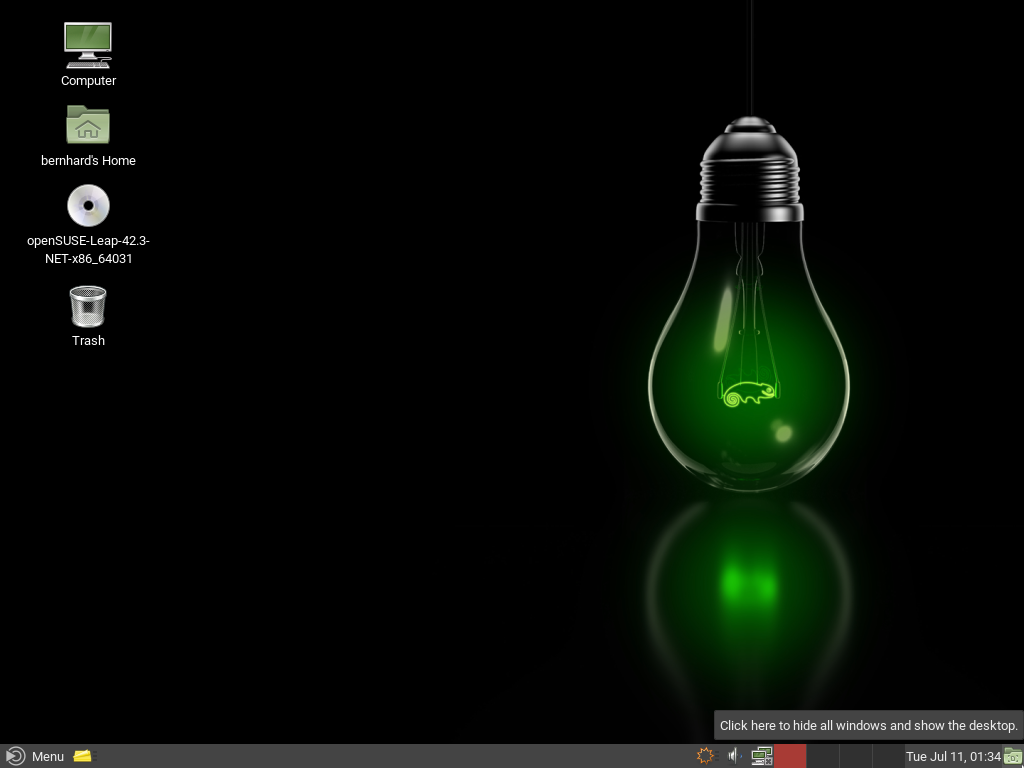 Computer
bernhard's Home
openSUSE-Leap-42.3-
NET-x86_64031
Trash
Click here to hide all windows and show the desktop.
Menu
Tue Jul 11, 01:34